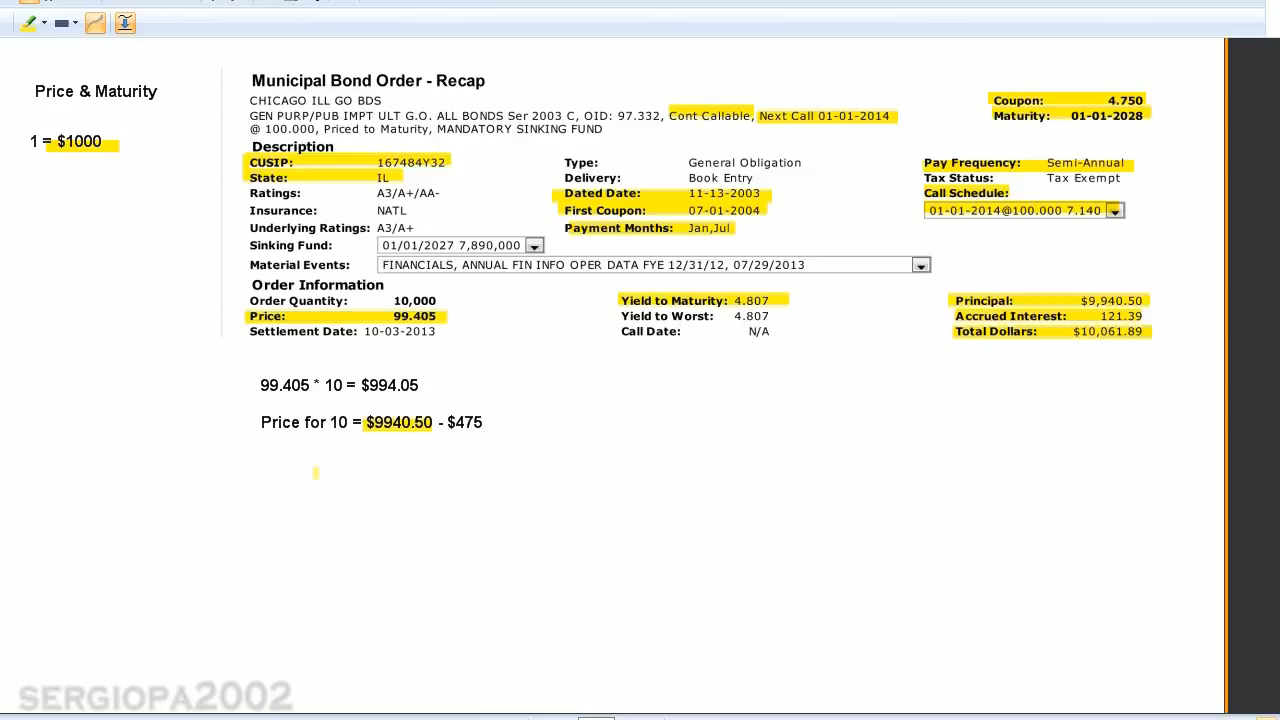 Price & Maturity
1 = $1000
Municipal Bond Order - Recap
CHICAGO ILL GO BDS
GEN PURP/PUB IMPT ULT G.O. ALL BONDS Ser 2003 C, OID: 97.332, Cont Callable, Next Call 01-01-2014
@ 100.000, Priced to Maturity, MANDATORY SINKING FUND
Coupon: 4.750
Maturity: 01-01-2028
Description
CUSIP: 167484Y32 Type: General Obligation Pay Frequency: Semi-Annual
State: IL Delivery: Book Entry Tax Status: Tax Exempt
Ratings: A3/A+/AA- Dated Date: 11-13-2003 Call Schedule:
Insurance: NATL First Coupon: 07-01-2004 01-01-2014@100.000 7.140
Underlying Ratings: A3/A+ Payment Months: Jan,Jul
Sinking Fund: 01/01/2027 7,890,000
Material Events: FINANCIALS, ANNUAL FIN INFO OPER DATA FYE 12/31/12, 07/29/2013
Order Information
Order Quantity: 10,000 Yield to Maturity: 4.807 Principal: $9,940.50
Price: 99.405 Yield to Worst: 4.807 Accrued Interest: 121.39
Settlement Date: 10-03-2013 Call Date: N/A Total Dollars: $10,061.89
99.405 * 10 = $994.05
Price for 10 = $9940.50 - $475
SERGIOPA2002